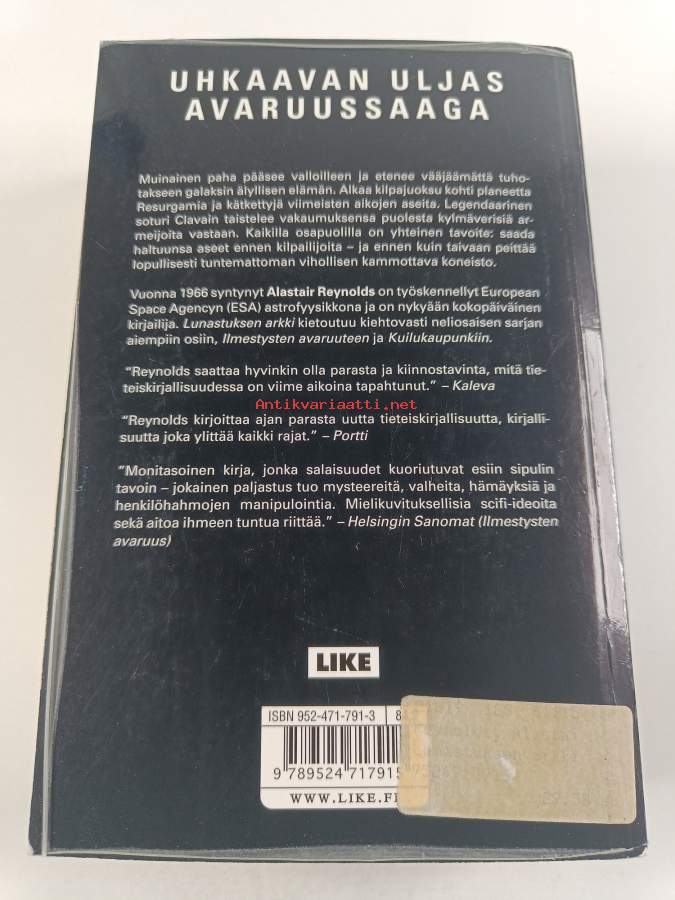 UHKAAVAN ULJAS
AVARUUSSAAGA
Muinainen paha pääsee valloilleen ja etenee vääjäämättä tuho-
takseen galaksin älyllisen elämän. Alkaa kilpajuoksu kohti planeetta
Resurgamia ja kätkettyjä viimeisten aikojen aseita. Legendaarinen
soturi Clavain taistelee vakaumuksensa puolesta kylmäverisiä ar-
meijoita vastaan. Kaikilla osapuolilla on yhteinen tavoite: saada
haltuunsa aseet ennen kilpailijoita – ja ennen kuin taivaan peittää
lopullisesti tuntemattoman vihollisen kammottava koneisto.
Vuonna 1966 syntynyt Alastair Reynolds on työskennellyt European
Space Agencyn (ESA) astrofyysikkona ja on nykyään kokopäiväinen
kirjailija. Lunastuksen arkki kietoutuu kiehtovasti neliosaisen sarjan
aiempiin osiin, Ilmestysten avaruuteen ja Kuilukaupunkiin.
"Reynolds saattaa hyvinkin olla parasta ja kiinnostavinta, mitä tie-
teiskirjallisuudessa on viime aikoina tapahtunut." – Kaleva
Antikvariaatti.net
"Reynolds kirjoittaa ajan parasta uutta tieteiskirjallisuutta, kirjalli-
suutta joka ylittää kaikki rajat." – Portti
"Monitasoinen kirja, jonka salaisuudet kuoriutuvat esiin sipulin
tavoin – jokainen paljastus tuo mysteereitä, valheita, hämäyksiä ja
henkilöhahmojen manipulointia. Mielikuvituksellisia scifi-ideoita
sekä aitoa ihmeen tuntua riittää." – Helsingin Sanomat (Ilmestysten
avaruus)
LIKE
ISBN 952-471-791-3 8
9 789524 717915
WWW.LIKE.FI